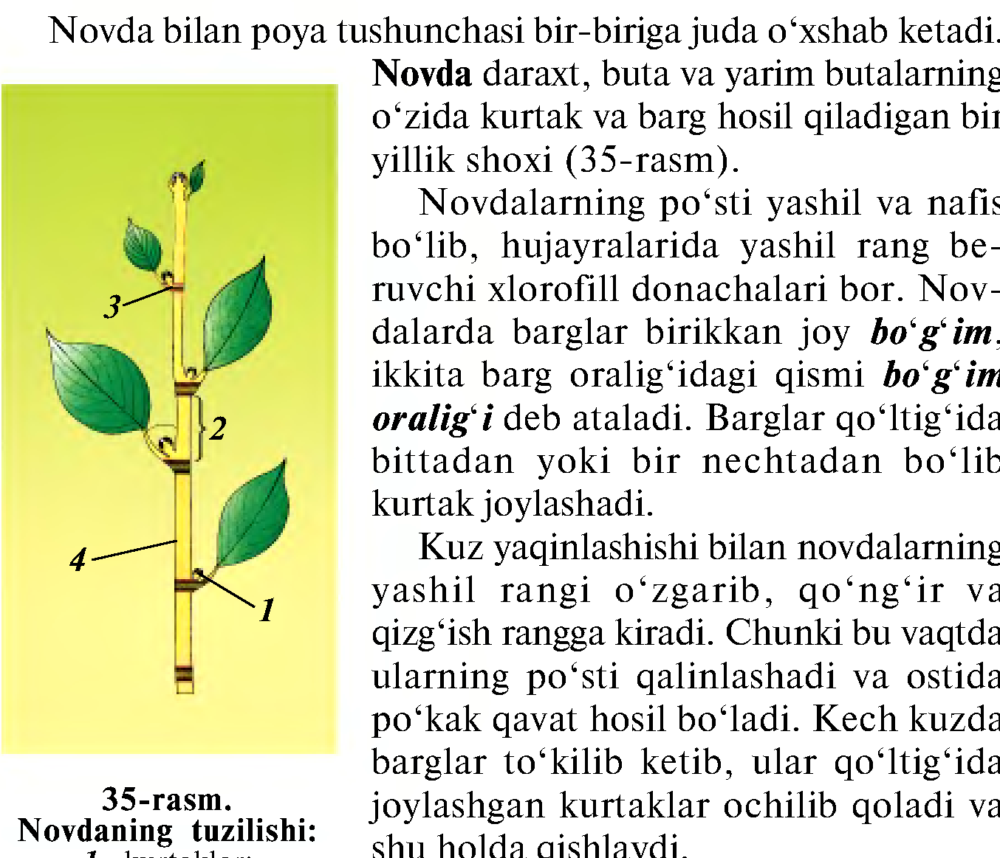 Novda bilan poya tushunchasi bir-biriga juda o‘xshab ketadi.
Novda daraxt, buta va yarim butalarning
o‘zida kurtak va barg hosil qiladigan bir
yillik shoxi (35-rasm).
Novdalarning po‘sti yashil va nafis
bo‘lib, hujayralarida yashil rang be-
ruvchi xlorofill donachalari bor. Nov-
dalarda barglar birikkan joy bo‘g‘im,
ikkita barg oralig‘idagi qismi bo‘g‘im
oralig‘i deb ataladi. Barglar qo‘ltig‘ida
bittadan yoki bir nechtadan bo‘lib
kurtak joylashadi.
Kuz yaqinlashishi bilan novdalarning
yashil rangi o‘zgarib, qo‘ng‘ir va
qizg‘ish rangga kiradi. Chunki bu vaqtda
ularning po‘sti qalinlashadi va ostida
po‘kak qavat hosil bo‘ladi. Kech kuzda
barglar to‘kilib ketib, ular qo‘ltig‘ida
joylashgan kurtaklar ochilib qoladi va
shu holda qishlaydi.
3
2
4
1
35-rasm.
Novdaning tuzilishi: